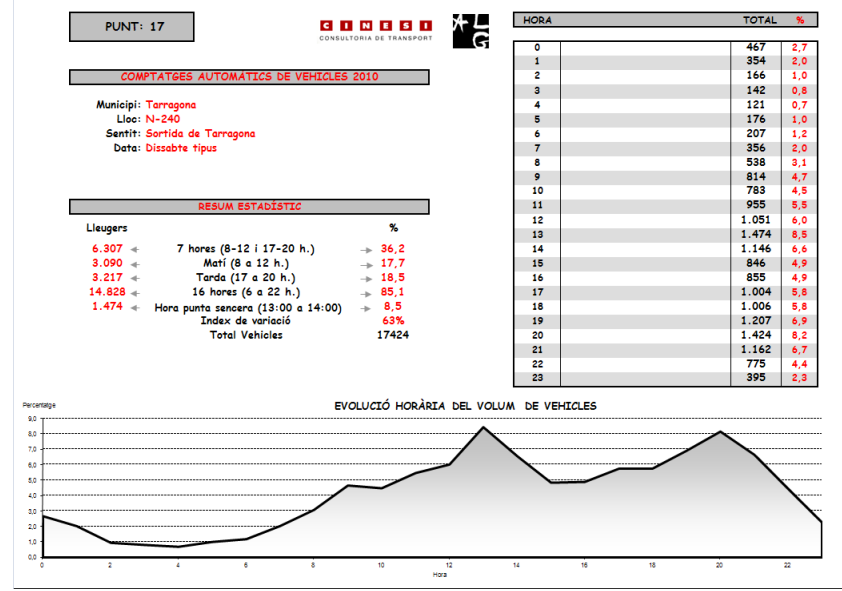 PUNT: 17
CINESI
CONSULTORIA DE TRANSPORT
ALG
COMPTATGES AUTOMÀTICS DE VEHICLES 2010
Municipi: Tarragona
Lloc: N-240
Sentit: Sortida de Tarragona
Data: Dissabte tipus
RESUM ESTADÍSTIC
Lleugers %
6.307 7 hores (8-12 i 17-20 h.) 36,2
3.090 Matí (8 a 12 h.) 17,7
3.217 Tarda (17 a 20 h.) 18,5
14.828 16 hores (6 a 22 h.) 85,1
1.474 Hora punta sencera (13:00 a 14:00) 8,5
Index de variació 63%
Total Vehicles 17424
HORA TOTAL %
0 467 2,7
1 354 2,0
2 166 1,0
3 142 0,8
4 121 0,7
5 176 1,0
6 207 1,2
7 356 2,0
8 538 3,1
9 814 4,7
10 783 4,5
11 955 5,5
12 1.051 6,0
13 1.474 8,5
14 1.146 6,6
15 846 4,9
16 855 4,9
17 1.004 5,8
18 1.006 5,8
19 1.207 6,9
20 1.424 8,2
21 1.162 6,7
22 775 4,4
23 395 2,3
EVOLUCIÓ HORÀRIA DEL VOLUM DE VEHICLES
Percentatge
9,0
8,0
7,0
6,0
5,0
4,0
3,0
2,0
1,0
0,0
0 2 4 6 8 10 12 14 16 18 20 22
Hora